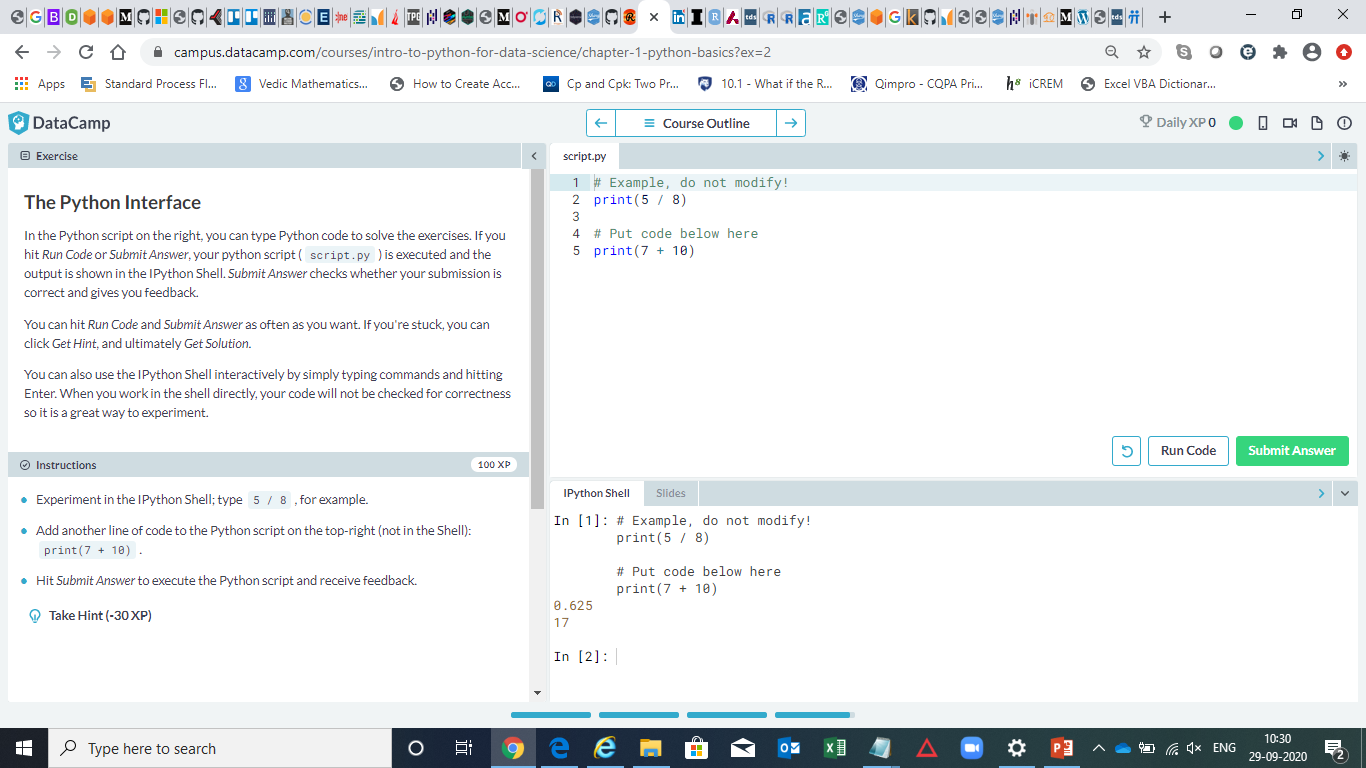 campus.datacamp.com/courses/intro-to-python-for-data-science/chapter-1-python-basics?ex=2
Apps
Standard Process Fl...
Vedic Mathematics...
How to Create Acc...
Cp and Cpk: Two Pr...
10.1 - What if the R...
Qimpro - CQPA Pri...
iCREM
Excel VBA Dictionar...
»
DataCamp
Course Outline
Daily XP 0
Exercise
The Python Interface
In the Python script on the right, you can type Python code to solve the exercises. If you
hit Run Code or Submit Answer, your python script ( script.py ) is executed and the
output is shown in the IPython Shell. Submit Answer checks whether your submission is
correct and gives you feedback.
You can hit Run Code and Submit Answer as often as you want. If you're stuck, you can
click Get Hint, and ultimately Get Solution.
You can also use the IPython Shell interactively by simply typing commands and hitting
Enter. When you work in the shell directly, your code will not be checked for correctness
so it is a great way to experiment.
Instructions
100 XP
Experiment in the IPython Shell; type 5 / 8 , for example.
Add another line of code to the Python script on the top-right (not in the Shell):
print(7 + 10) .
Hit Submit Answer to execute the Python script and receive feedback.
Take Hint (-30 XP)
script.py
1 # Example, do not modify!
2 print(5 / 8)
3
4 # Put code below here
5 print(7 + 10)
Run Code
Submit Answer
IPython Shell
Slides
In [1]: # Example, do not modify!
print(5 / 8)
# Put code below here
print(7 + 10)
0.625
17
In [2]:
Type here to search
ENG
10:30
29-09-2020
2